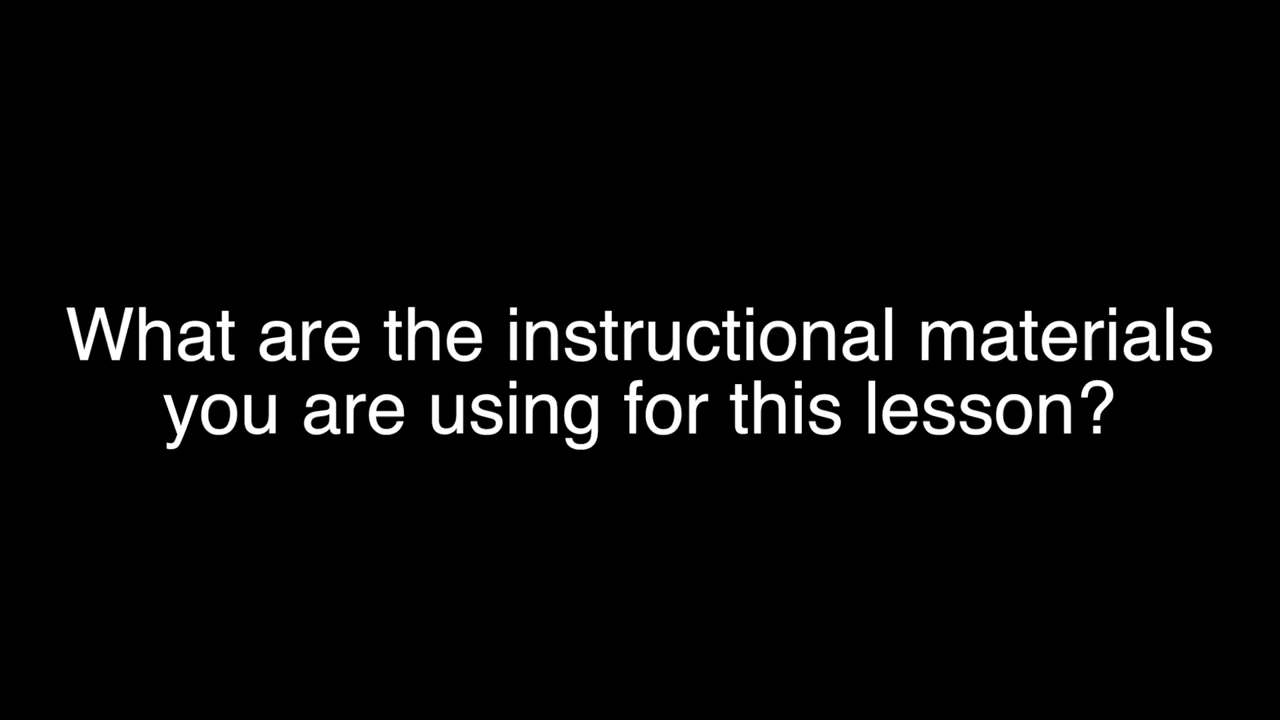 What are the instructional materials
you are using for this lesson?